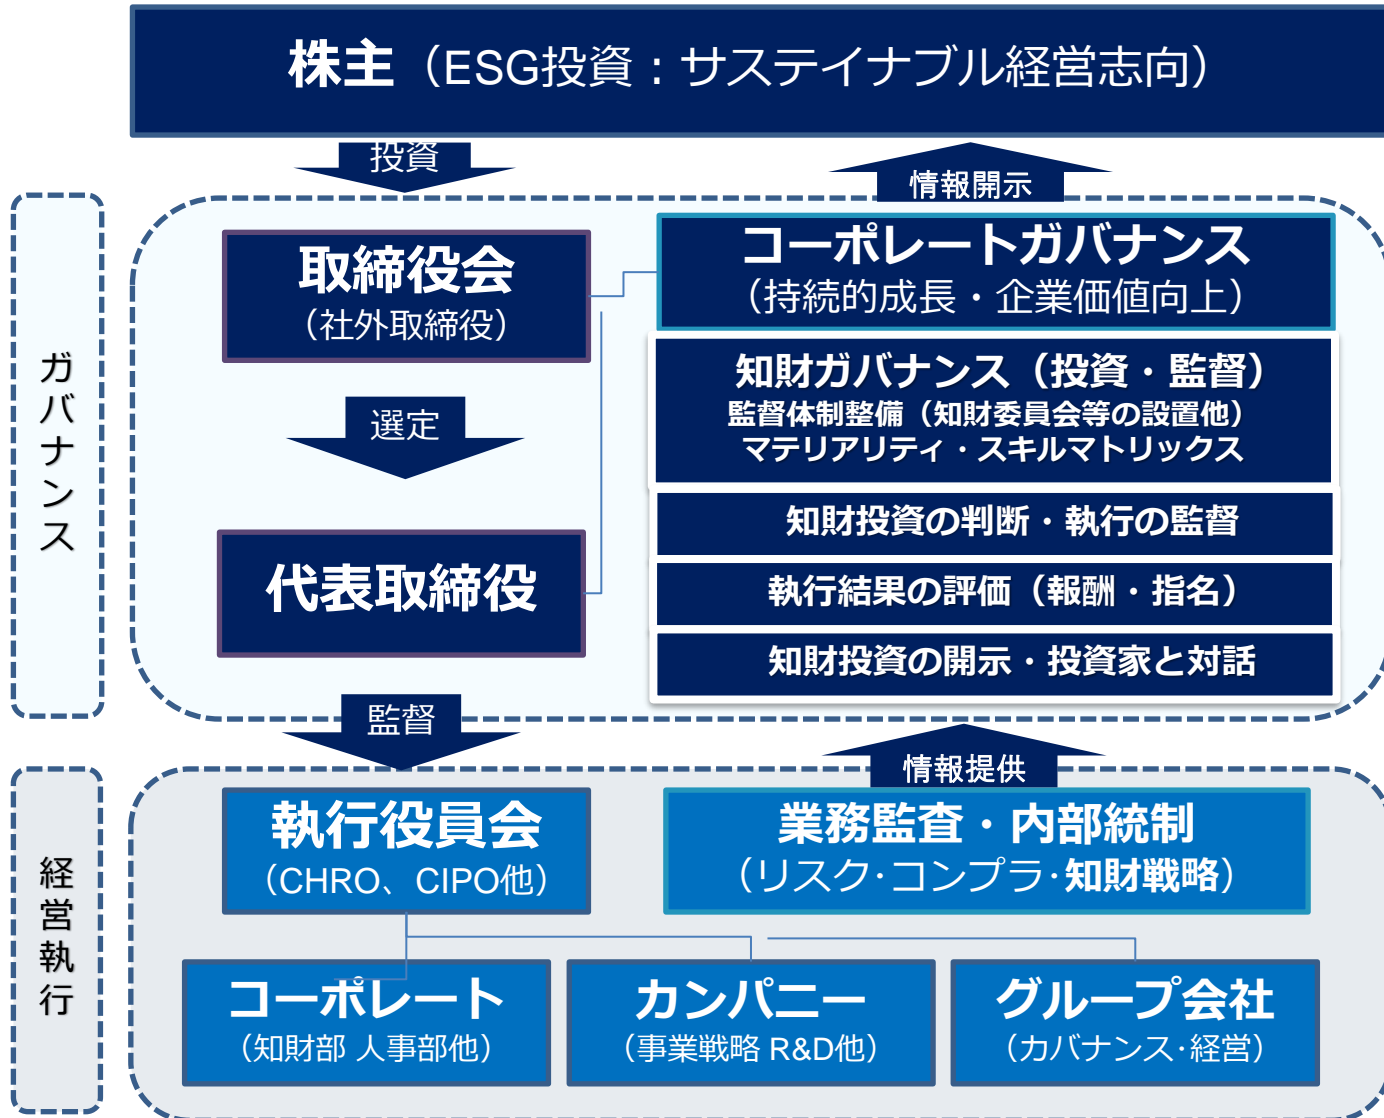 株主（ESG投資：サステイナブル経営志向）
投資
情報開示
ガバナンス
取締役会
（社外取締役）
選定
代表取締役
コーポレートガバナンス
（持続的成長・企業価値向上）
知財ガバナンス（投資・監督）
監督体制整備（知財委員会等の設置他）
マテリアリティ・スキルマトリックス
知財投資の判断・執行の監督
執行結果の評価（報酬・指名）
知財投資の開示・投資家と対話
監督
情報提供
経営執行
執行役員会
（CHRO、CIPO他）
業務監査・内部統制
（リスク･コンプラ･知財戦略）
コーポレート
（知財部 人事部他）
カンパニー
（事業戦略 R&D他）
グループ会社
（カバナンス･経営）